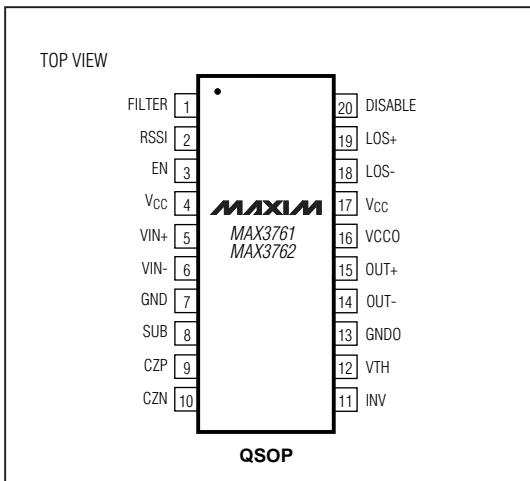 TOP VIEW
FILTER 1
RSSI 2
EN 3
VCC 4
VIN+ 5
VIN- 6
GND 7
SUB 8
CZP 9
CZN 10
MAXIM
MAX3761
MAX3762
20 DISABLE
19 LOS+
18 LOS-
17 VCC
16 VCCO
15 OUT+
14 OUT-
13 GNDO
12 VTH
11 INV
QSOP